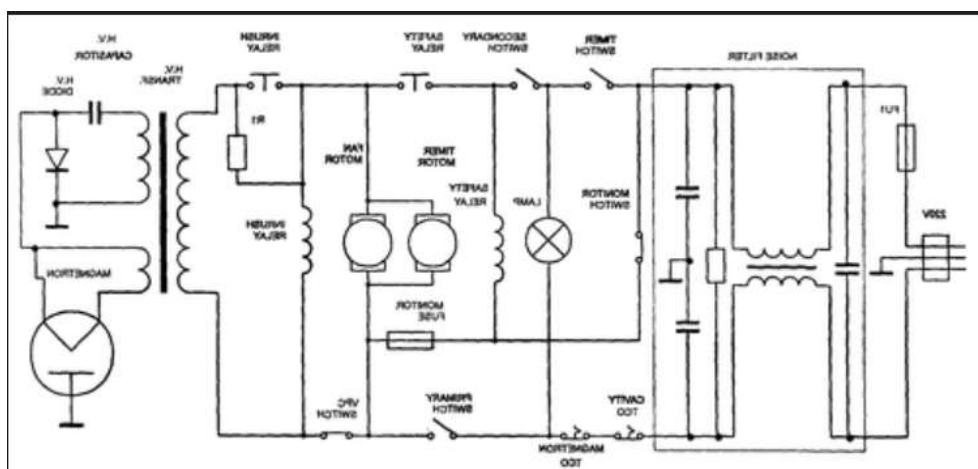 H.V.
CAPASITOR
H.V.
DIODE
H.V.
TRANSF.
INRUSH
RELAY
SAFETY
RELAY
SECONDARY
SWITCH
TIMER
SWITCH
NOISE FILTER
R1
FAN
MOTOR
TIMER
MOTOR
SAFETY
RELAY
LAMP
MONITOR
SWITCH
FU1
220V
INRUSH
RELAY
MAGNETRON
MONITOR
FUSE
VPC
SWITCH
PRIMARY
SWITCH
MAGNETRON
TCO
CAVITY
TCO